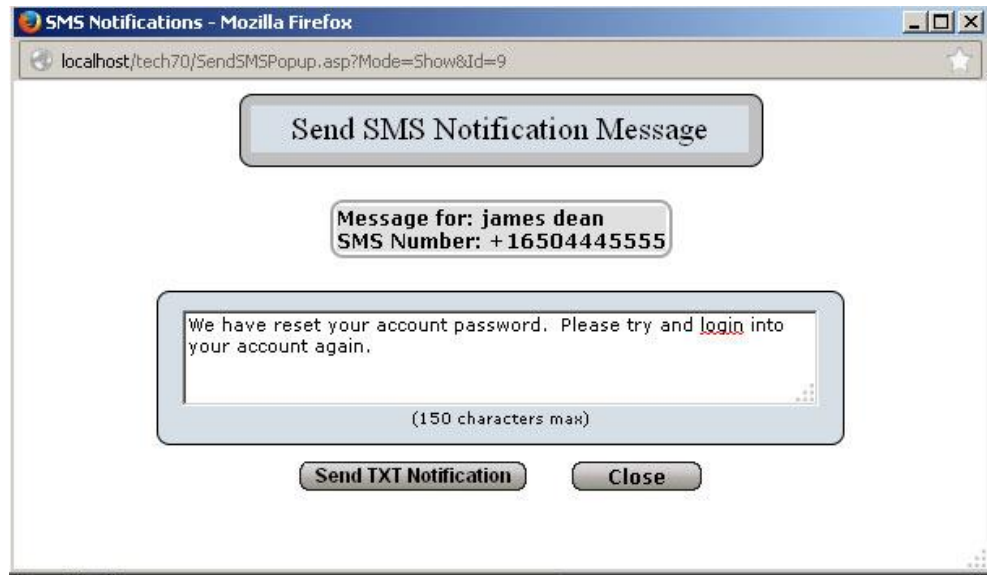 SMS Notifications - Mozilla Firefox
localhost/tech70/SendSMSPopup.asp?Mode=Show&Id=9
Send SMS Notification Message
Message for: james dean
SMS Number: +16504445555
We have reset your account password.  Please try and login into
your account again.
(150 characters max)
Send TXT Notification
Close